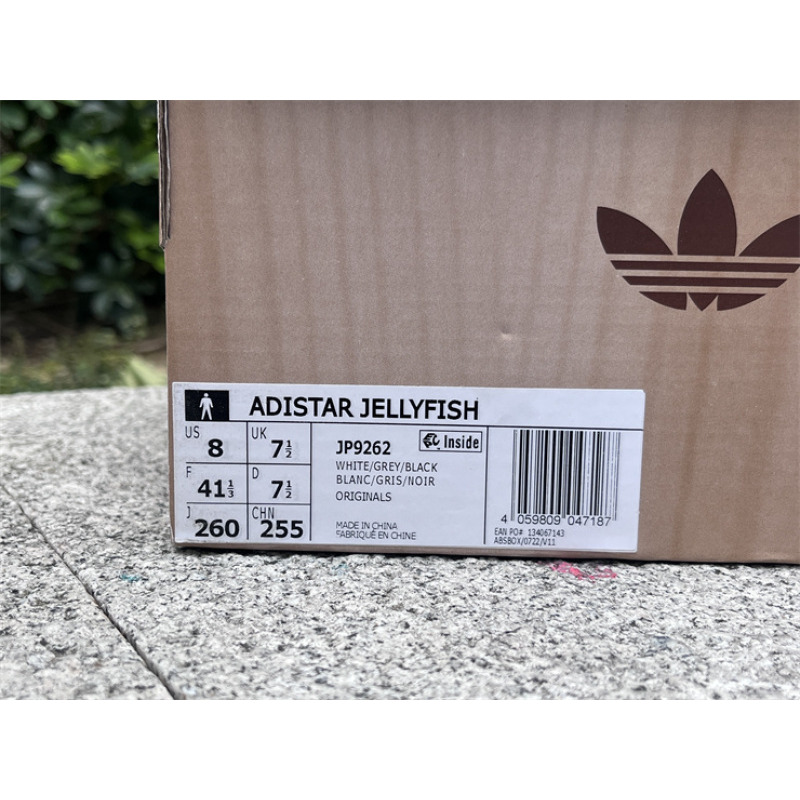 ADISTAR JELLYFISH
US 8
UK 7½
F 41⅓
D 7½
J 260
CHN 255
JP9262
Inside
WHITE/GREY/BLACK
BLANC/GRIS/NOIR
ORIGINALS
MADE IN CHINA
FABRIQUÉ EN CHINE
4 059809 047187
EAN PO# 134067143
ABSBOX/0722/V11